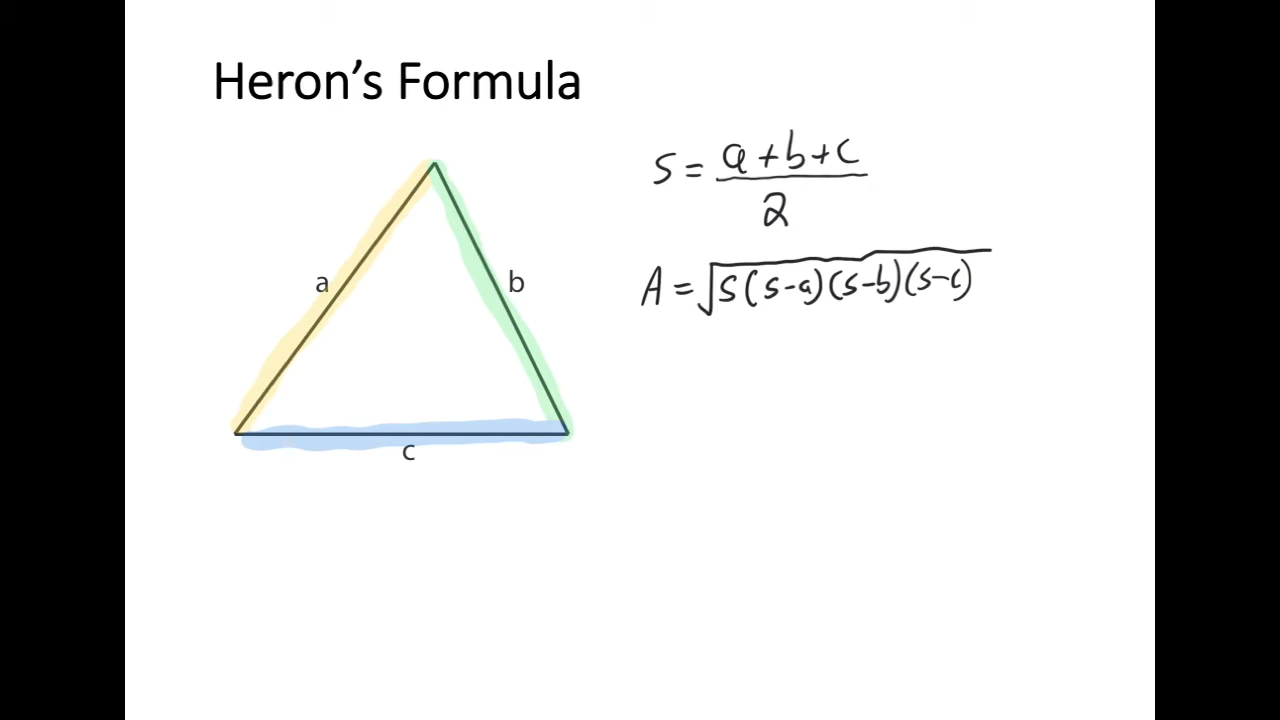 Heron’s Formula
s = a+b+c
2
A = √s(s-a)(s-b)(s-c)
a
b
c